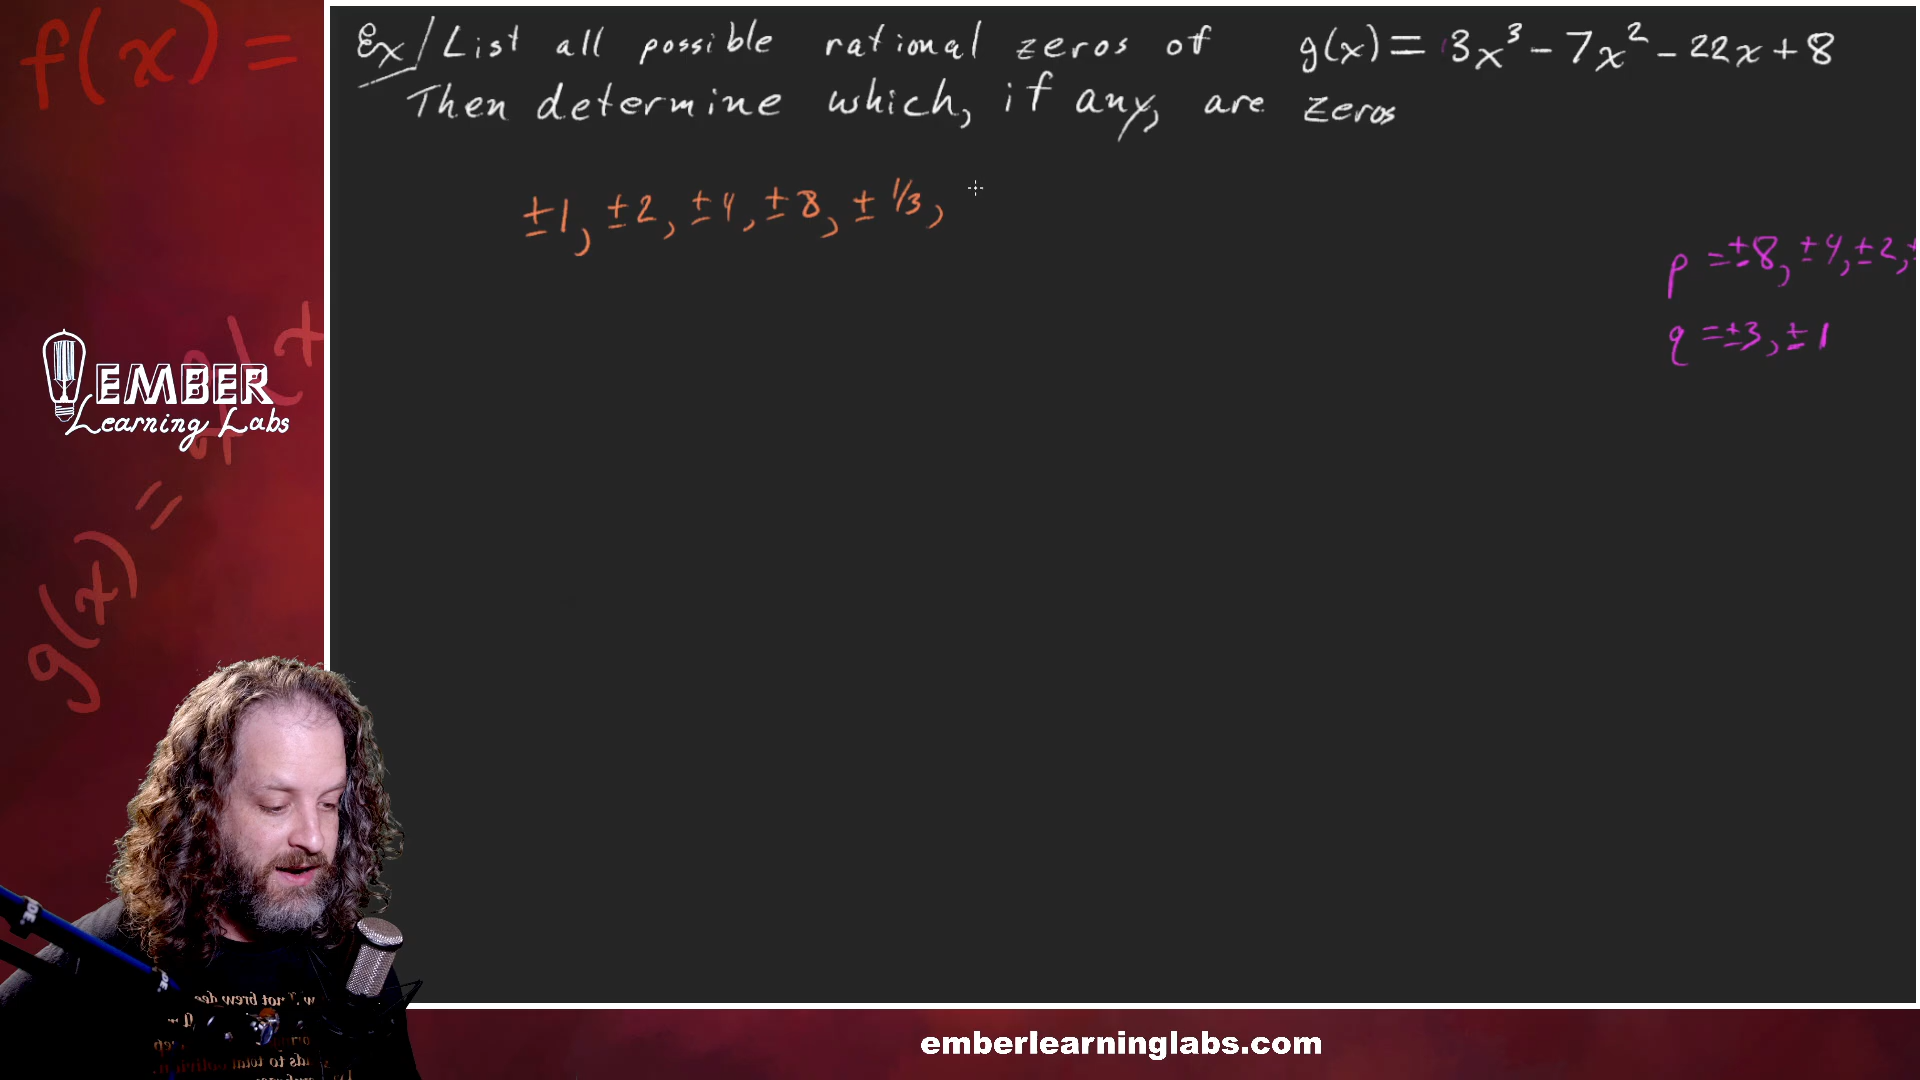 f(x) =
Ex/ List all possible rational zeros of g(x) = 3x³ - 7x² - 22x + 8
Then determine which, if any, are zeros
±1, ±2, ±4, ±8, ± 1/3,
p = ±8, ±4, ±2,
q = ±3, ±1
EMBER
Learning Labs
g(x) =
emberlearninglabs.com